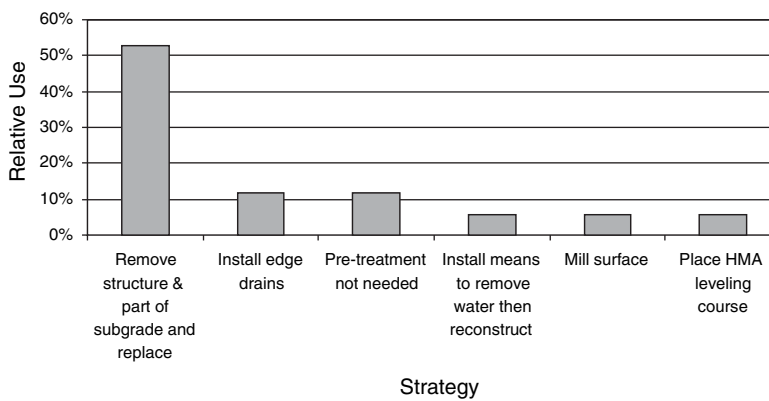 60%
50%
40%
30%
20%
10%
0%
Relative Use
Remove
structure &
part of
subgrade and
replace
Install edge
drains
Pre-treatment
not needed
Install means
to remove
water then
reconstruct
Mill surface
Place HMA
leveling
course
Strategy